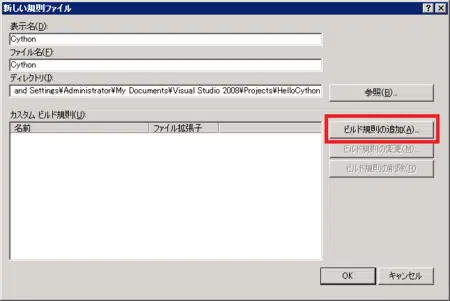 新しい規則ファイル
表示名(D):
Cython
ファイル名(F):
Cython
ディレクトリ(I):
and Settings¥Administrator¥My Documents¥Visual Studio 2008¥Projects¥HelloCython
参照(B)...
カスタム ビルド規則(U):
名前 ファイル拡張子
ビルド規則の追加(A)...
ビルド規則の変更(M)...
ビルド規則の削除(R)
OK キャンセル